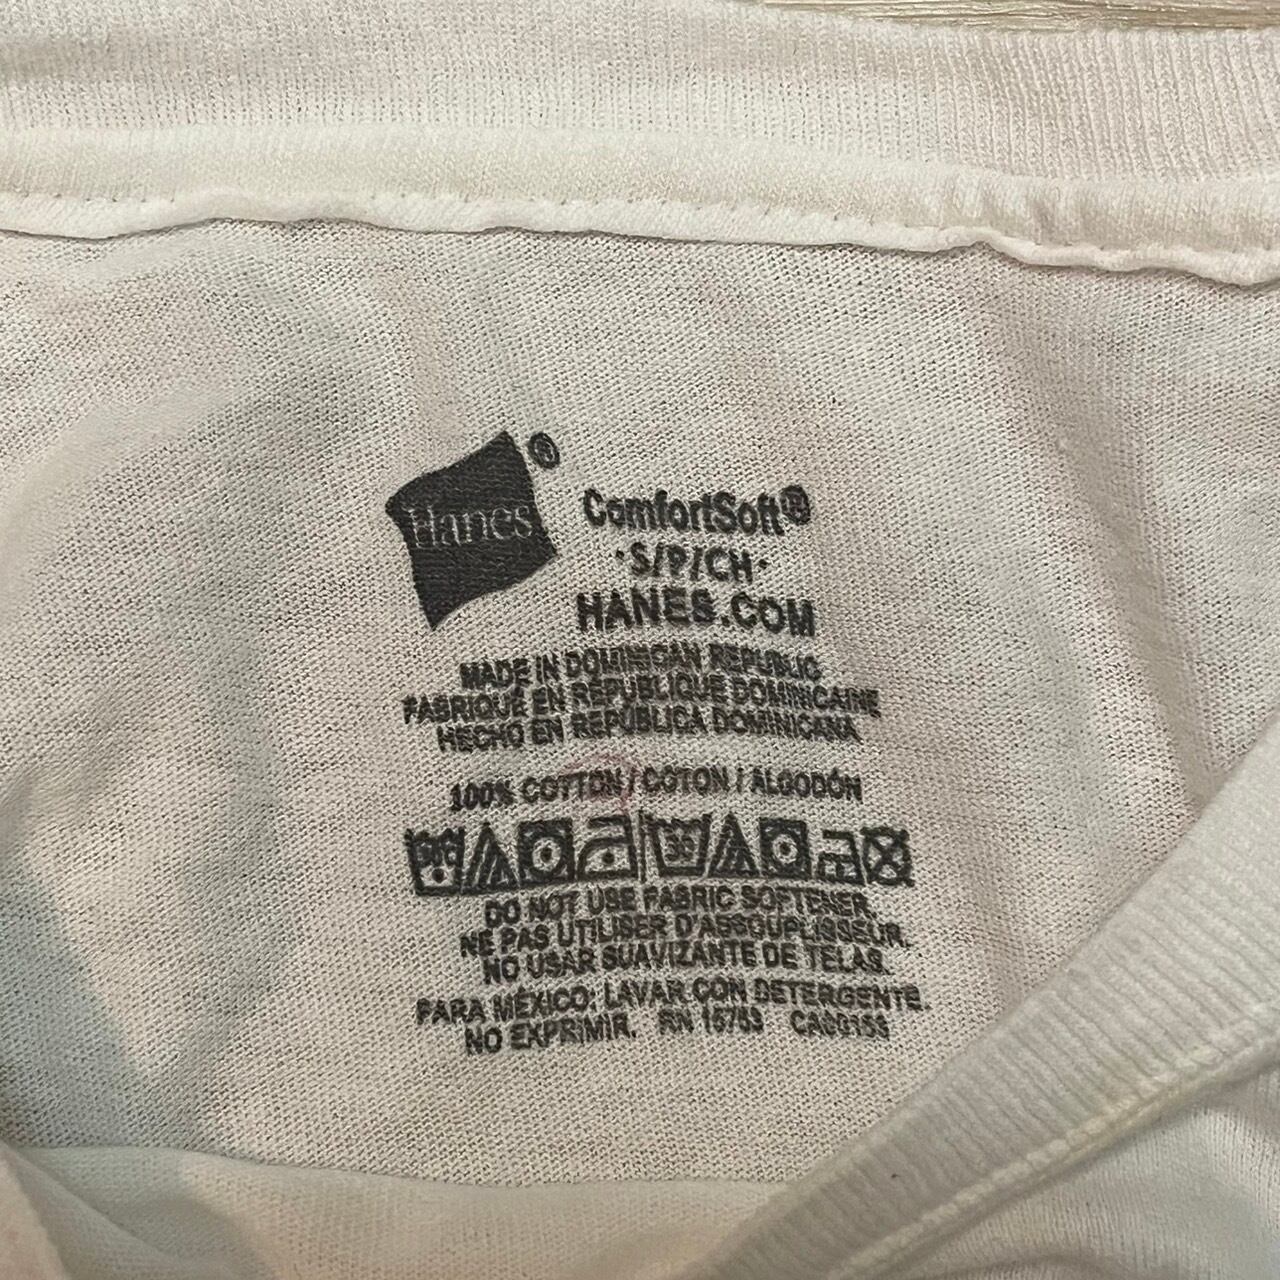 Hanes®
ComfortSoft®
·S/P/CH·
HANES.COM
MADE IN DOMINICAN REPUBLIC
FABRIQUÉ EN RÉPUBLIQUE DOMINICAINE
HECHO EN REPÚBLICA DOMINICANA
100% COTTON / COTON / ALGODÓN
DO NOT USE FABRIC SOFTENER.
NE PAS UTILISER D'ASSOUPLISSEUR.
NO USAR SUAVIZANTE DE TELAS.
PARA MÉXICO: LAVAR CON DETERGENTE.
NO EXPRIMIR. RN 15763